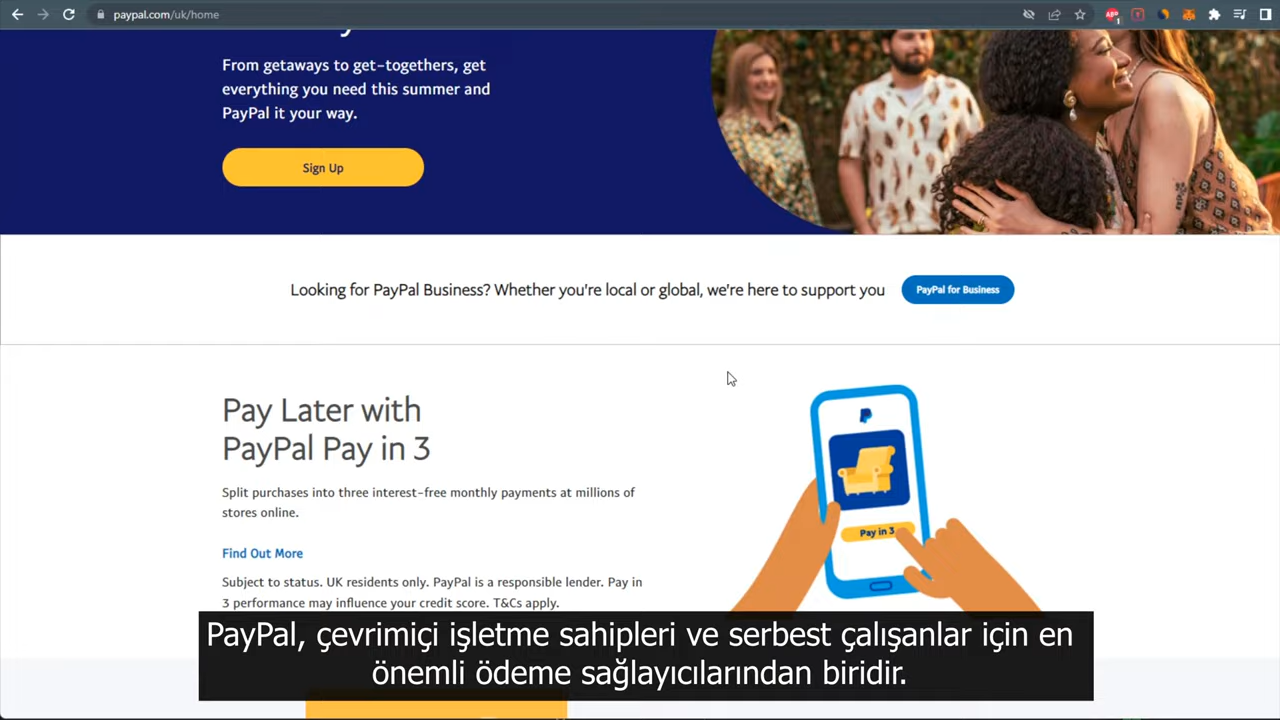 paypal.com/uk/home
From getaways to get-togethers, get
everything you need this summer and
PayPal it your way.
Sign Up
Looking for PayPal Business? Whether you're local or global, we're here to support you
PayPal for Business
Pay Later with
PayPal Pay in 3
Split purchases into three interest-free monthly payments at millions of
stores online.
Find Out More
Subject to status. UK residents only. PayPal is a responsible lender. Pay in
3 performance may influence your credit score. T&Cs apply.
Pay in 3
PayPal, çevrimiçi işletme sahipleri ve serbest çalışanlar için en
önemli ödeme sağlayıcılarından biridir.